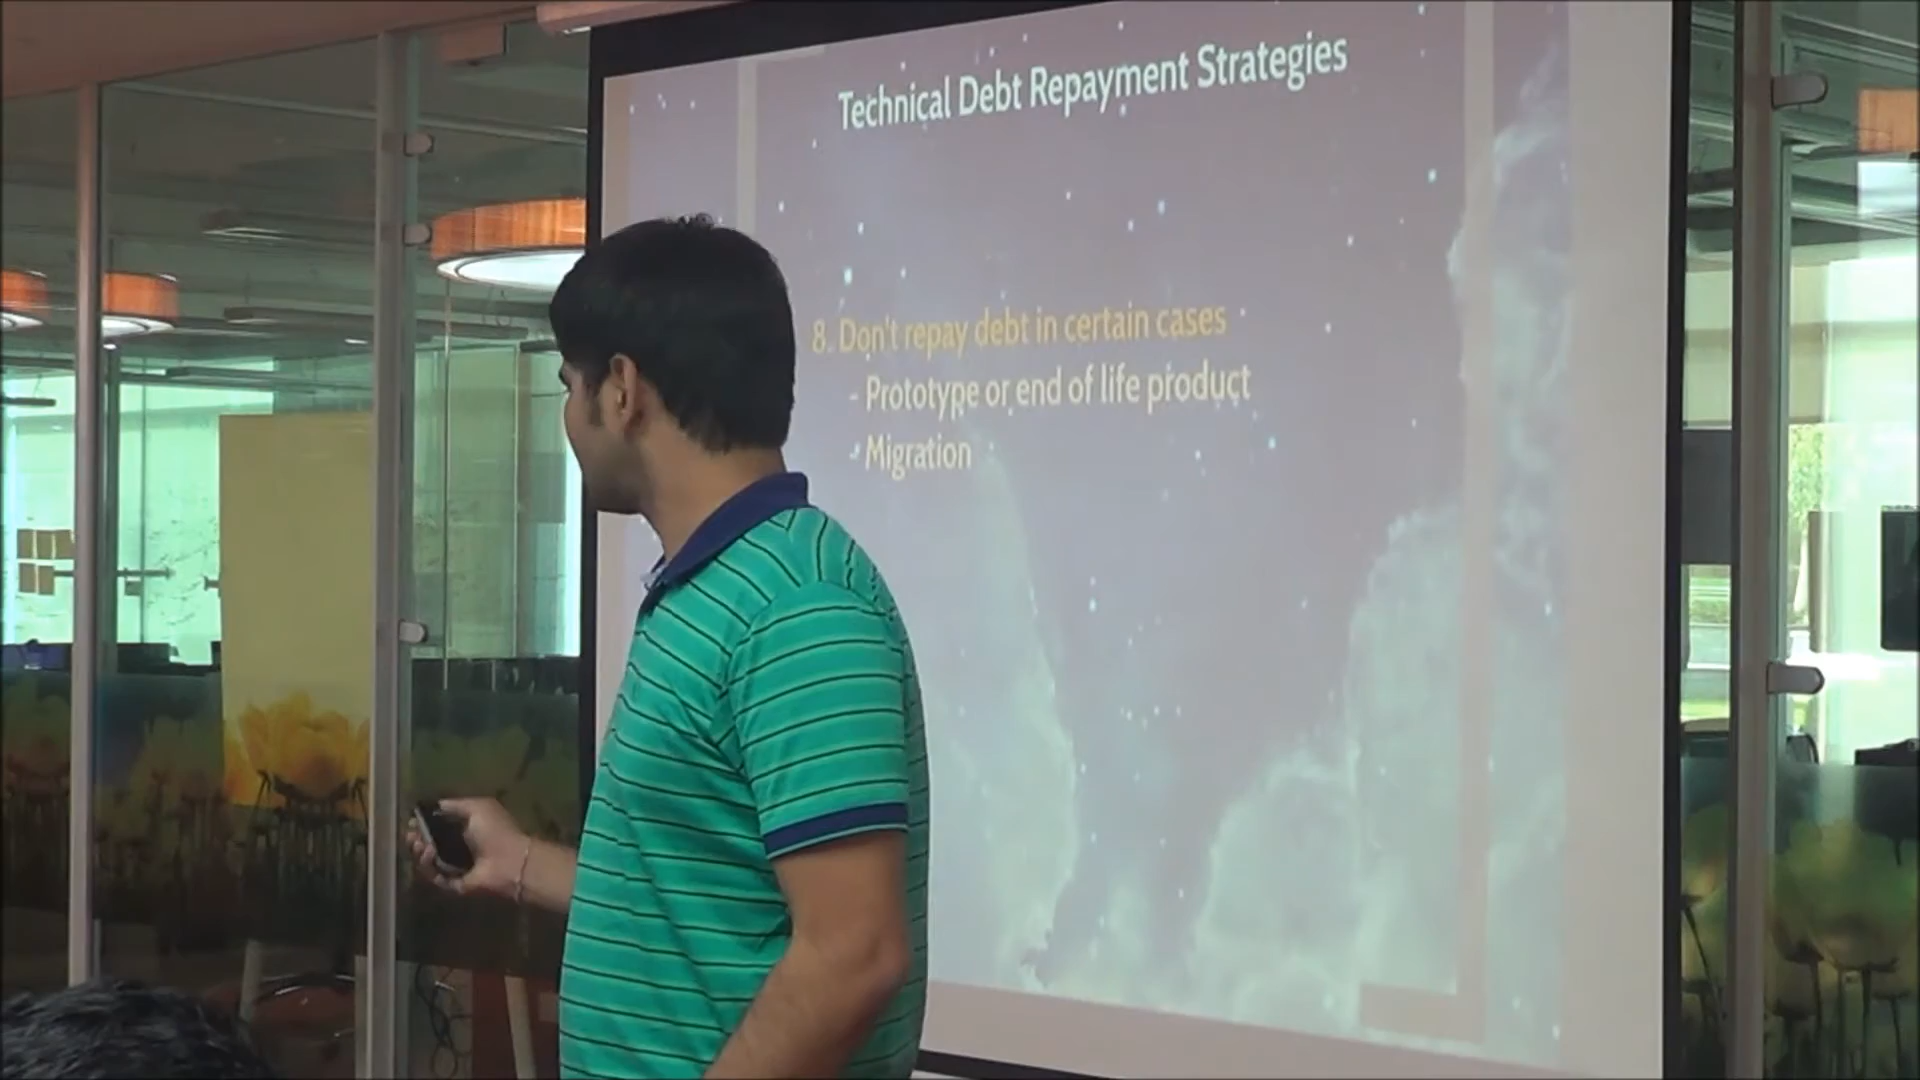 Technical Debt Repayment Strategies
8. Don't repay debt in certain cases
- Prototype or end of life product
- Migration